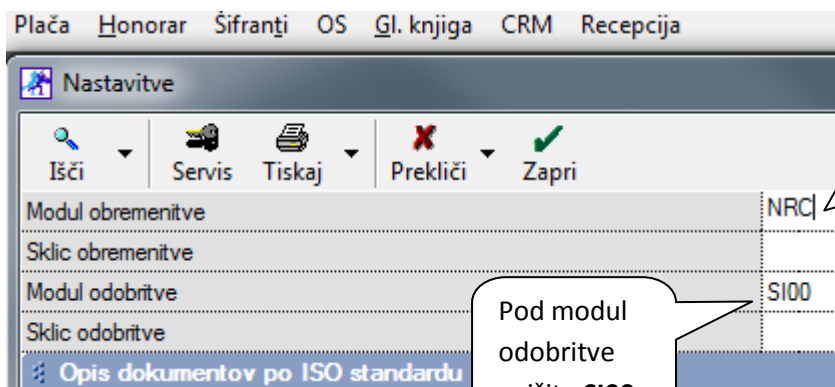 Plača Honorar Šifranti OS Gl. knjiga CRM Recepcija
Nastavitve
Išči Servis Tiskaj Prekliči Zapri
Modul obremenitve NRC
Sklic obremenitve
Modul odobritve SI00
Sklic odobritve
Pod modul
odobritve
Opis dokumentov po ISO standardu